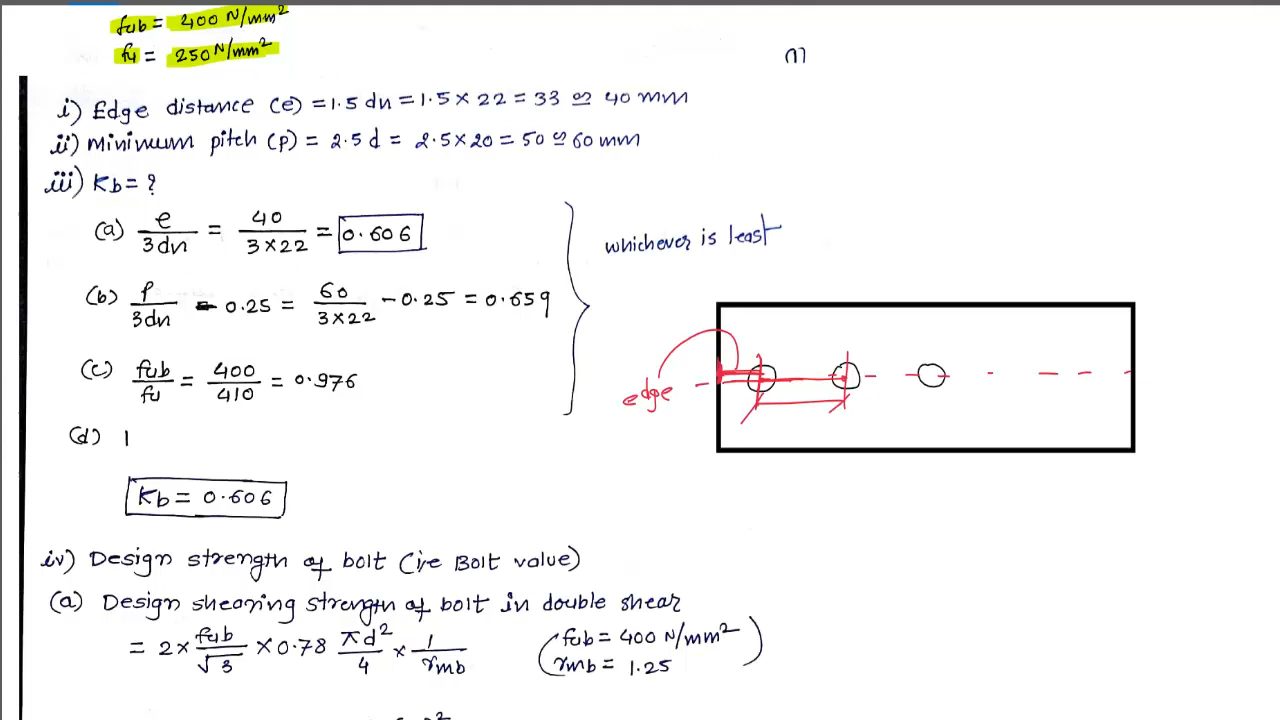 fub = 400 N/mm²
fy = 250 N/mm²
i) Edge distance (e) = 1.5 dn = 1.5 × 22 = 33 ≃ 40 mm
ii) Minimum pitch (p) = 2.5 d = 2.5 × 20 = 50 ≃ 60 mm
iii) Kb = ?
(a) e/3dn = 40/3×22 = 0.606
whichever is least
(b) P/3dn - 0.25 = 60/3×22 - 0.25 = 0.659
(c) fub/fu = 400/410 = 0.976
edge
(d) 1
Kb = 0.606
iv) Design strength of bolt (i.e Bolt value)
(a) Design shearing strength of bolt in double shear
= 2 × fub/√3 × 0.78 πd²/4 × 1/rmb (fub = 400 N/mm²
rmb = 1.25)